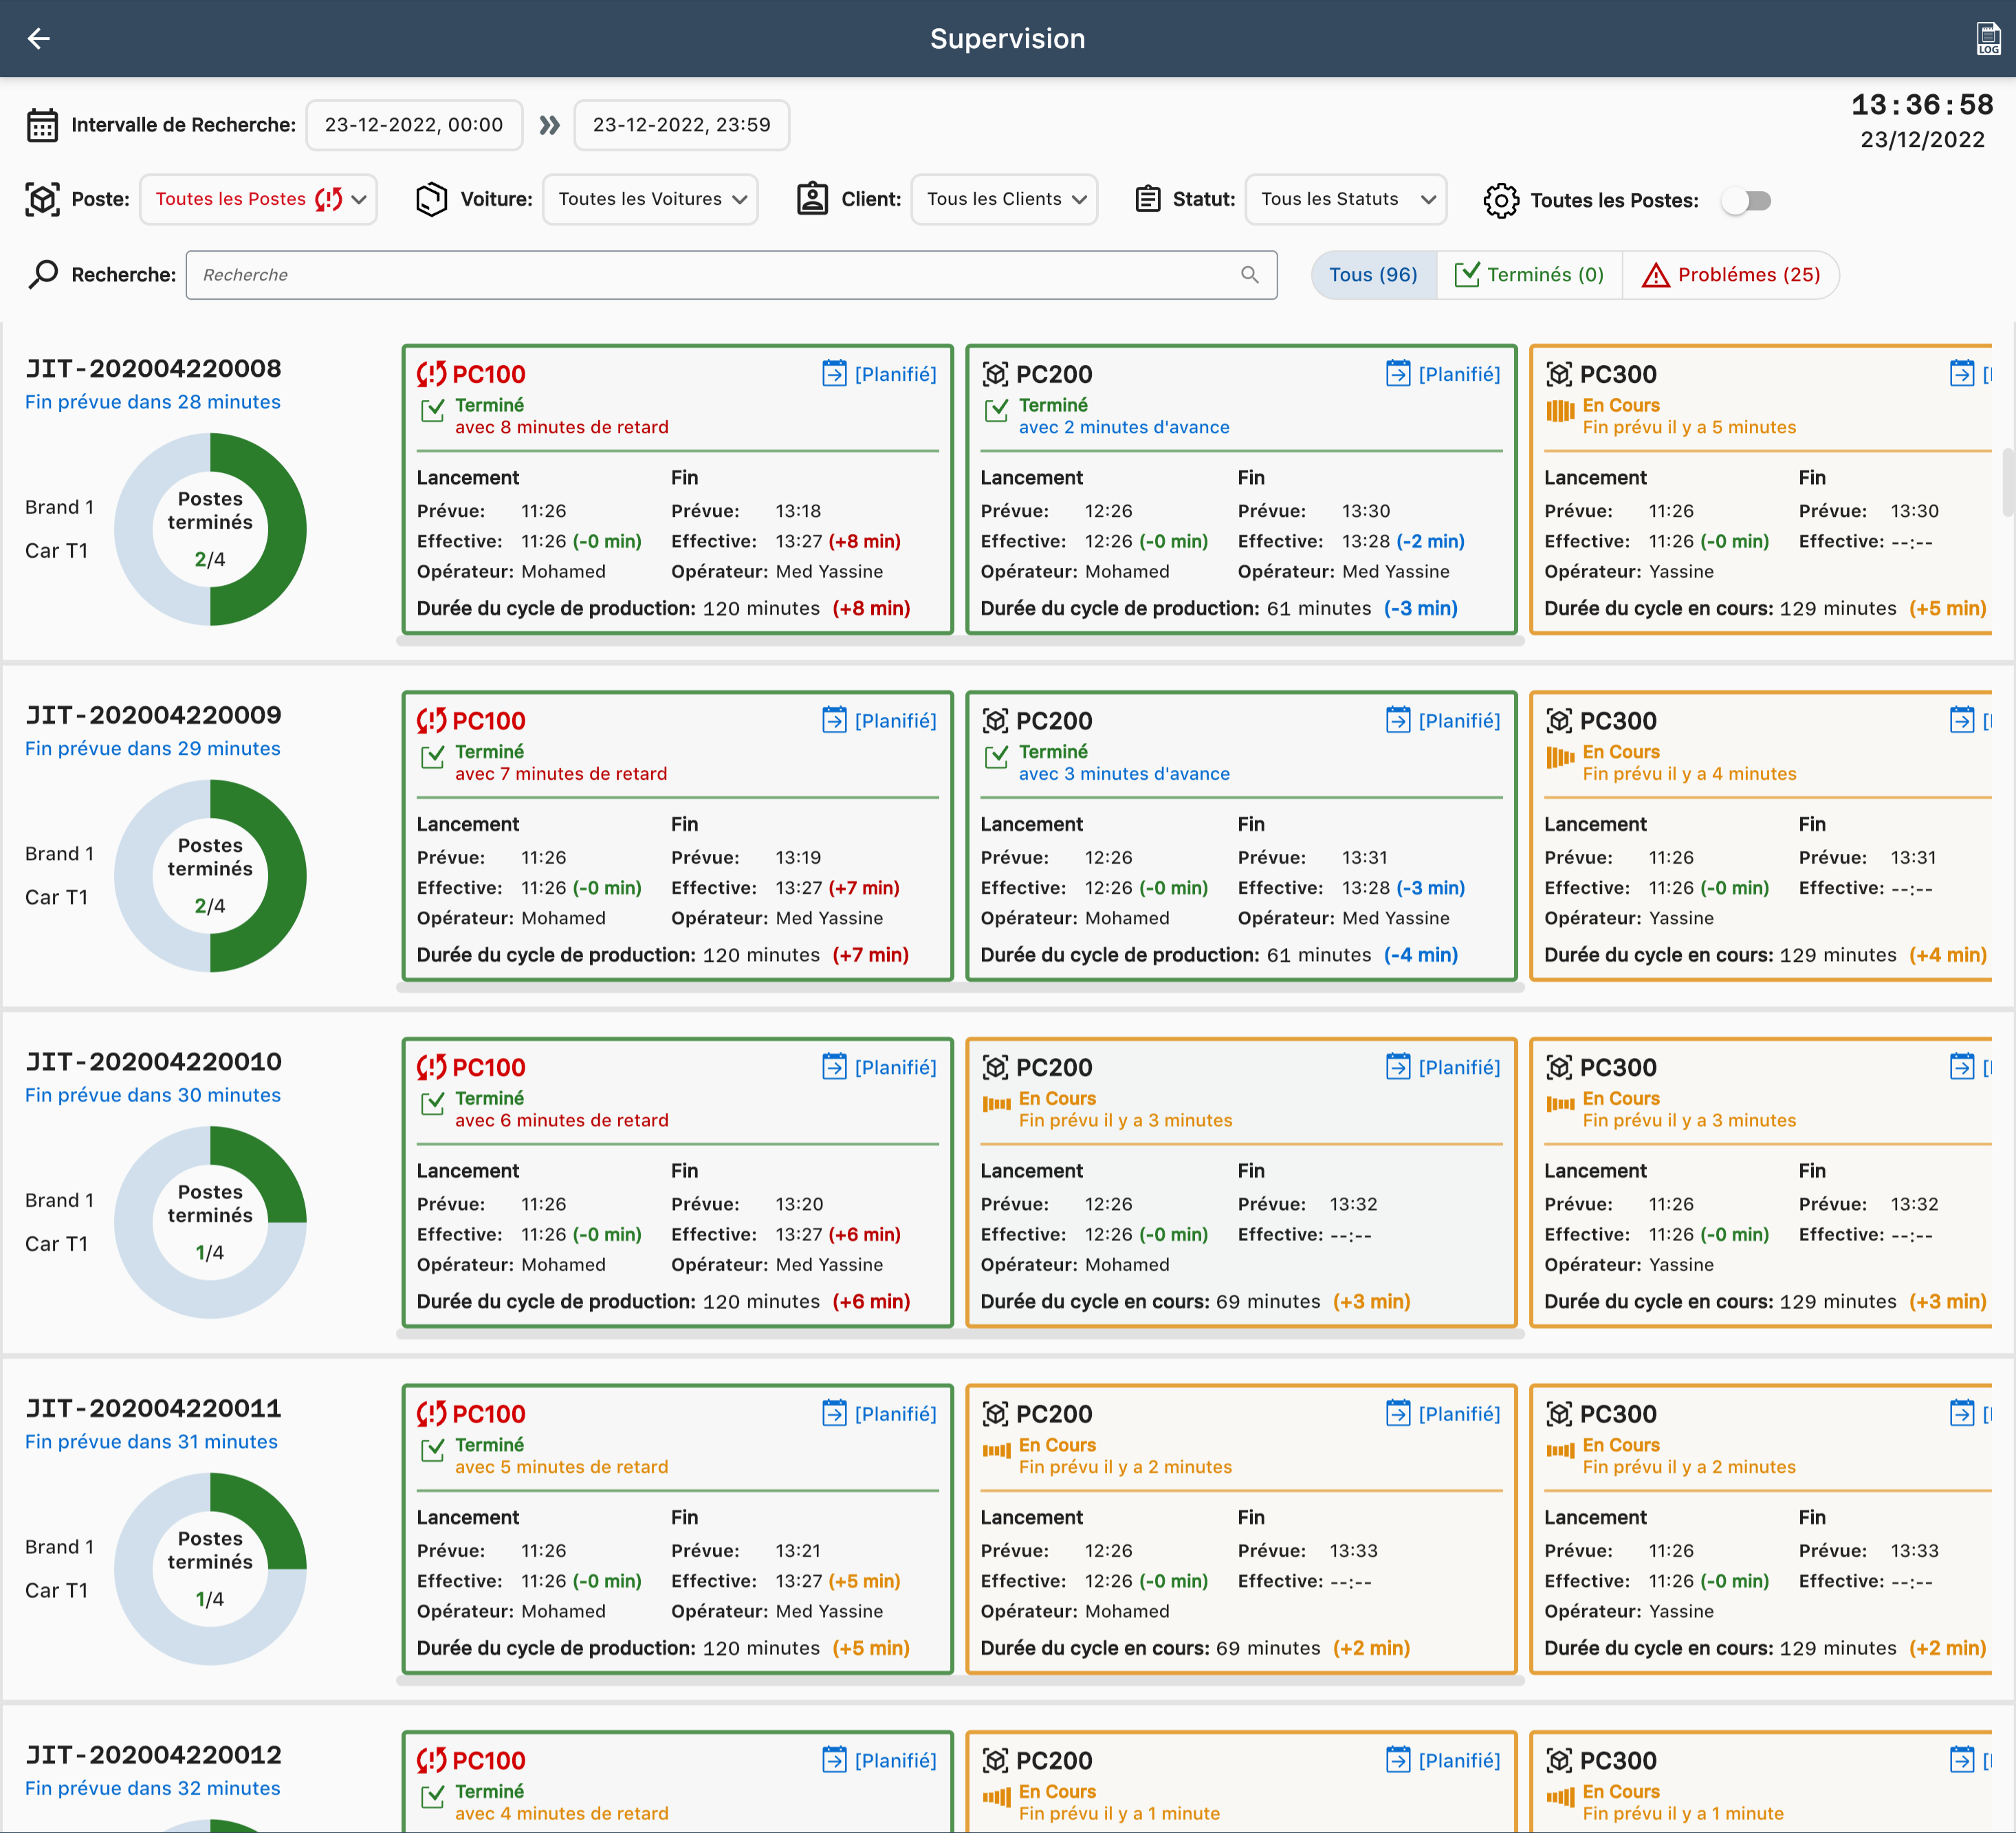 Supervision
LOG
Intervalle de Recherche: 23-12-2022, 00:00 23-12-2022, 23:59
13:36:58
23/12/2022
Poste: Toutes les Postes Voiture: Toutes les Voitures Client: Tous les Clients Statut: Tous les Statuts Toutes les Postes:
Recherche: Recherche Tous (96) Terminés (0) Problémes (25)
JIT-202004220008
Fin prévue dans 28 minutes
Brand 1
Car T1
Postes
terminés
2/4
PC100 [Planifié]
Terminé
avec 8 minutes de retard
Lancement Fin
Prévue: 11:26 Prévue: 13:18
Effective: 11:26 (-0 min) Effective: 13:27 (+8 min)
Opérateur: Mohamed Opérateur: Med Yassine
Durée du cycle de production: 120 minutes (+8 min)
PC200 [Planifié]
Terminé
avec 2 minutes d'avance
Lancement Fin
Prévue: 12:26 Prévue: 13:30
Effective: 12:26 (-0 min) Effective: 13:28 (-2 min)
Opérateur: Mohamed Opérateur: Med Yassine
Durée du cycle de production: 61 minutes (-3 min)
PC300 [
En Cours
Fin prévu il y a 5 minutes
Lancement Fin
Prévue: 11:26 Prévue: 13:30
Effective: 11:26 (-0 min) Effective: --:--
Opérateur: Yassine
Durée du cycle en cours: 129 minutes (+5 min)
JIT-202004220009
Fin prévue dans 29 minutes
Brand 1
Car T1
Postes
terminés
2/4
PC100 [Planifié]
Terminé
avec 7 minutes de retard
Lancement Fin
Prévue: 11:26 Prévue: 13:19
Effective: 11:26 (-0 min) Effective: 13:27 (+7 min)
Opérateur: Mohamed Opérateur: Med Yassine
Durée du cycle de production: 120 minutes (+7 min)
PC200 [Planifié]
Terminé
avec 3 minutes d'avance
Lancement Fin
Prévue: 12:26 Prévue: 13:31
Effective: 12:26 (-0 min) Effective: 13:28 (-3 min)
Opérateur: Mohamed Opérateur: Med Yassine
Durée du cycle de production: 61 minutes (-4 min)
PC300 [
En Cours
Fin prévu il y a 4 minutes
Lancement Fin
Prévue: 11:26 Prévue: 13:31
Effective: 11:26 (-0 min) Effective: --:--
Opérateur: Yassine
Durée du cycle en cours: 129 minutes (+4 min)
JIT-202004220010
Fin prévue dans 30 minutes
Brand 1
Car T1
Postes
terminés
1/4
PC100 [Planifié]
Terminé
avec 6 minutes de retard
Lancement Fin
Prévue: 11:26 Prévue: 13:20
Effective: 11:26 (-0 min) Effective: 13:27 (+6 min)
Opérateur: Mohamed Opérateur: Med Yassine
Durée du cycle de production: 120 minutes (+6 min)
PC200 [Planifié]
En Cours
Fin prévu il y a 3 minutes
Lancement Fin
Prévue: 12:26 Prévue: 13:32
Effective: 12:26 (-0 min) Effective: --:--
Opérateur: Mohamed
Durée du cycle en cours: 69 minutes (+3 min)
PC300 [
En Cours
Fin prévu il y a 3 minutes
Lancement Fin
Prévue: 11:26 Prévue: 13:32
Effective: 11:26 (-0 min) Effective: --:--
Opérateur: Yassine
Durée du cycle en cours: 129 minutes (+3 min)
JIT-202004220011
Fin prévue dans 31 minutes
Brand 1
Car T1
Postes
terminés
1/4
PC100 [Planifié]
Terminé
avec 5 minutes de retard
Lancement Fin
Prévue: 11:26 Prévue: 13:21
Effective: 11:26 (-0 min) Effective: 13:27 (+5 min)
Opérateur: Mohamed Opérateur: Med Yassine
Durée du cycle de production: 120 minutes (+5 min)
PC200 [Planifié]
En Cours
Fin prévu il y a 2 minutes
Lancement Fin
Prévue: 12:26 Prévue: 13:33
Effective: 12:26 (-0 min) Effective: --:--
Opérateur: Mohamed
Durée du cycle en cours: 69 minutes (+2 min)
PC300 [
En Cours
Fin prévu il y a 2 minutes
Lancement Fin
Prévue: 11:26 Prévue: 13:33
Effective: 11:26 (-0 min) Effective: --:--
Opérateur: Yassine
Durée du cycle en cours: 129 minutes (+2 min)
JIT-202004220012
Fin prévue dans 32 minutes
PC100 [Planifié]
Terminé
avec 4 minutes de retard
PC200 [Planifié]
En Cours
Fin prévu il y a 1 minute
PC300 [
En Cours
Fin prévu il y a 1 minute